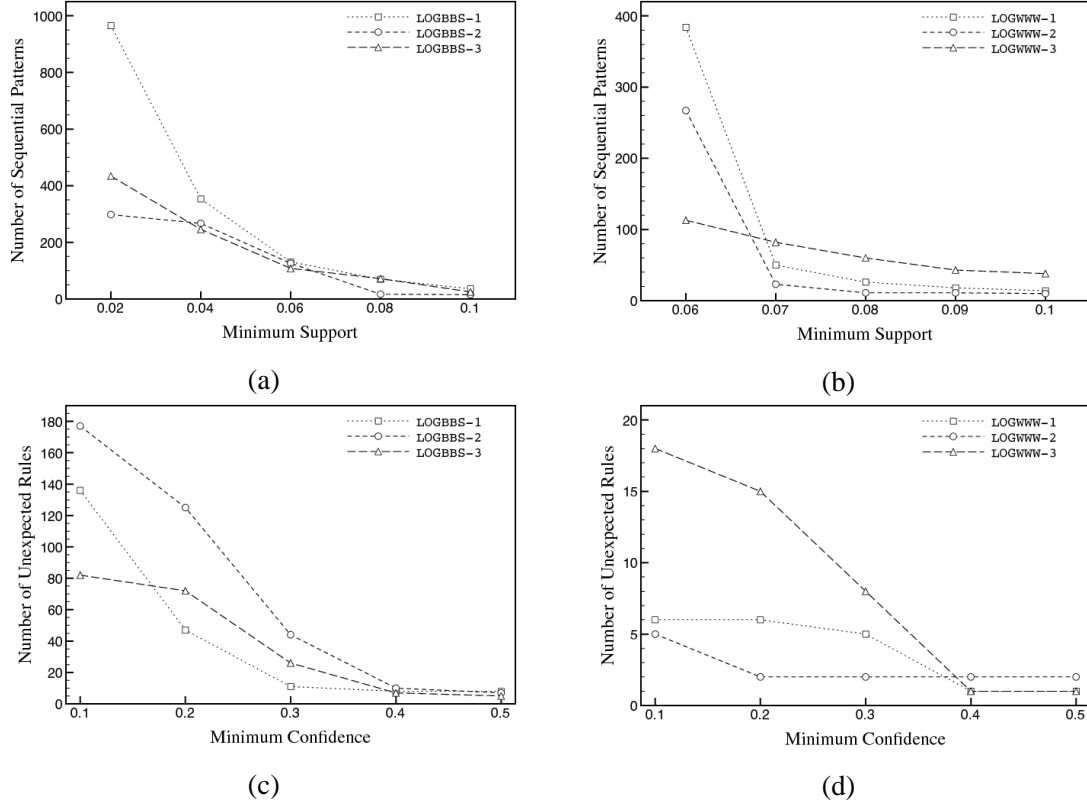 Number of Sequential Patterns
1000
800
600
400
200
0
LOGBBS-1
LOGBBS-2
LOGBBS-3
0.02 0.04 0.06 0.08 0.1
Minimum Support
(a)
Number of Sequential Patterns
400
300
200
100
0
LOGWWW-1
LOGWWW-2
LOGWWW-3
0.06 0.07 0.08 0.09 0.1
Minimum Support
(b)
Number of Unexpected Rules
180
160
140
120
100
80
60
40
20
0
LOGBBS-1
LOGBBS-2
LOGBBS-3
0.1 0.2 0.3 0.4 0.5
Minimum Confidence
(c)
Number of Unexpected Rules
20
15
10
5
0
LOGWWW-1
LOGWWW-2
LOGWWW-3
0.1 0.2 0.3 0.4 0.5
Minimum Confidence
(d)